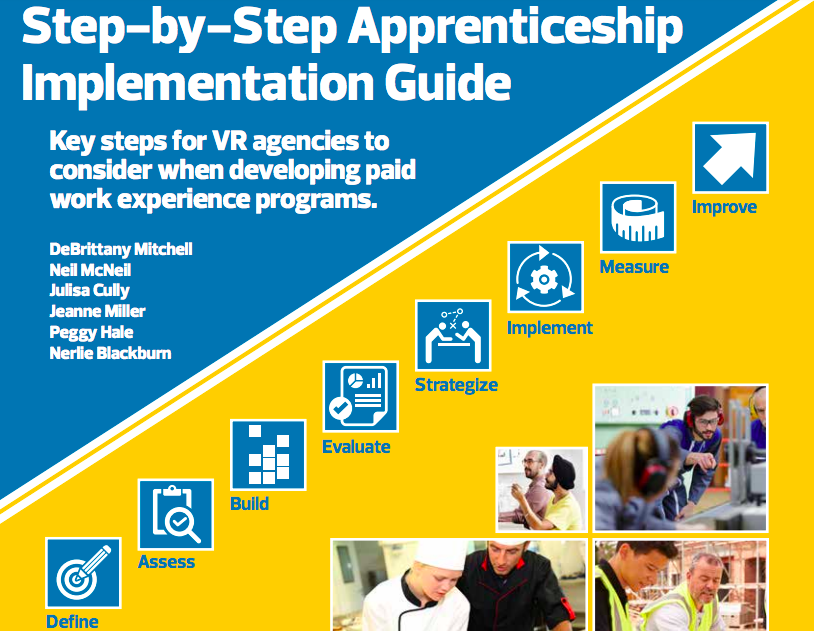 Step-by-Step Apprenticeship
Implementation Guide
Key steps for VR agencies to
consider when developing paid
work experience programs.
DeBrittany Mitchell
Neil McNeil
Julisa Cully
Jeanne Miller
Peggy Hale
Nerlie Blackburn
Improve
Measure
Implement
Strategize
Evaluate
Build
Assess
Define